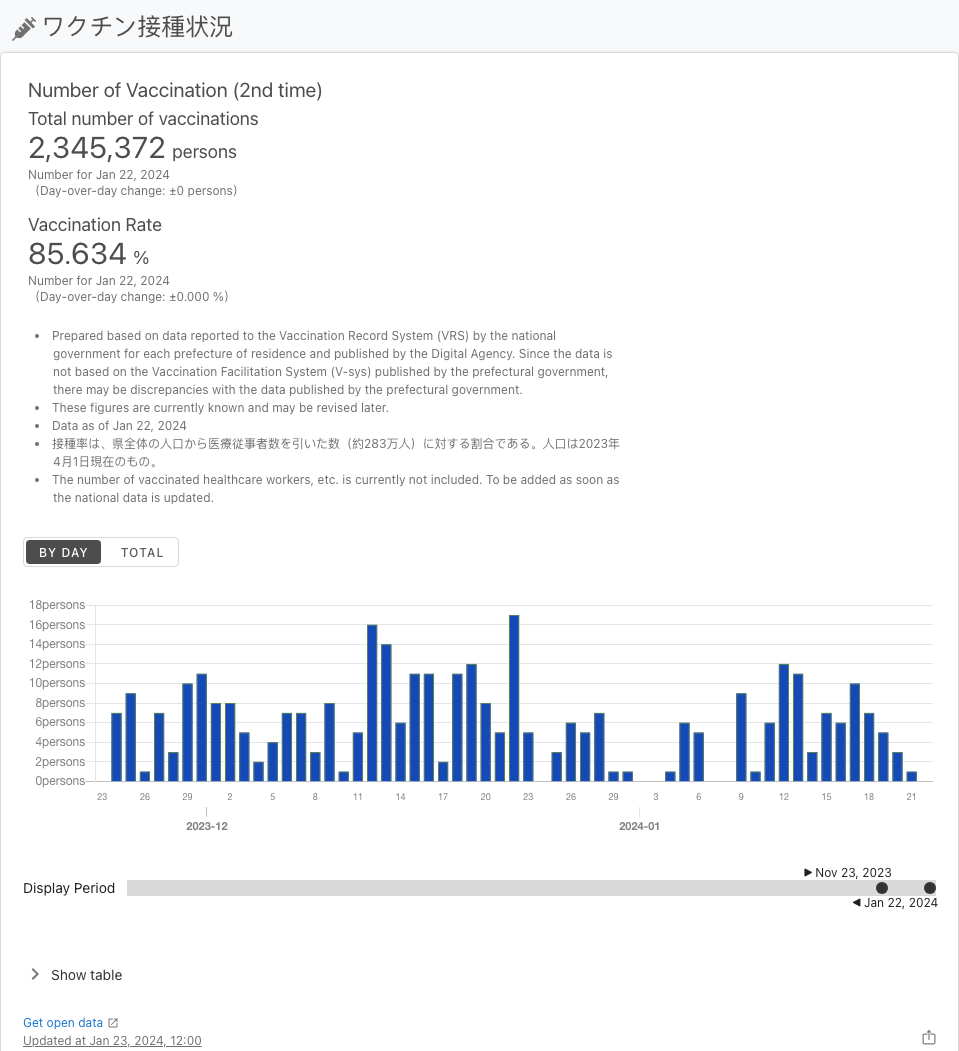 ワクチン接種状況
Number of Vaccination (2nd time)
Total number of vaccinations
2,345,372 persons
Number for Jan 22, 2024
(Day-over-day change: ±0 persons)
Vaccination Rate
85.634 %
Number for Jan 22, 2024
(Day-over-day change: ±0.000 %)
• Prepared based on data reported to the Vaccination Record System (VRS) by the national
government for each prefecture of residence and published by the Digital Agency. Since the data is
not based on the Vaccination Facilitation System (V-sys) published by the prefectural government,
there may be discrepancies with the data published by the prefectural government.
• These figures are currently known and may be revised later.
• Data as of Jan 22, 2024
• 接種率は、県全体の人口から医療従事者数を引いた数（約283万人）に対する割合である。人口は2023年
4月1日現在のもの。
• The number of vaccinated healthcare workers, etc. is currently not included. To be added as soon as
the national data is updated.
BY DAY TOTAL
18persons
16persons
14persons
12persons
10persons
8persons
6persons
4persons
2persons
0persons
23 26 29 2 5 8 11 14 17 20 23 26 29 3 6 9 12 15 18 21
2023-12 2024-01
Nov 23, 2023
Display Period
Jan 22, 2024
Show table
Get open data
Updated at Jan 23, 2024, 12:00